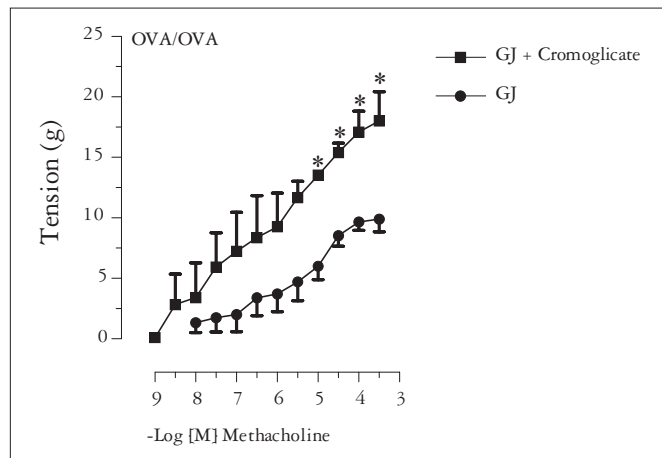 OVA/OVA
GJ + Cromoglicate
GJ
Tension (g)
25
20
15
10
5
0
* * * *
9 8 7 6 5 4 3
-Log [M] Methacholine